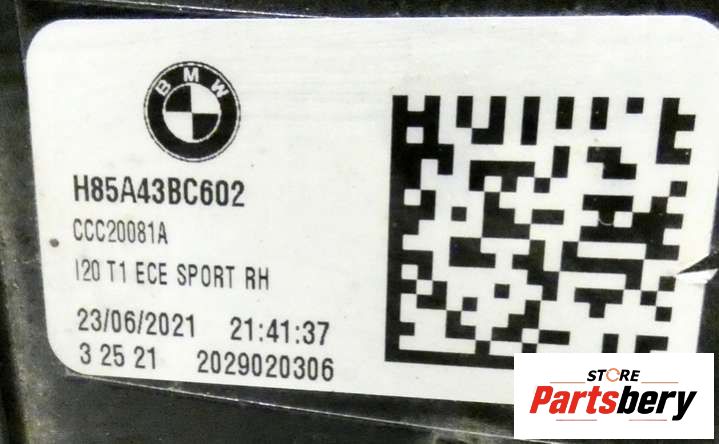 BMW
H85A43BC602
CCC20081A
I20 T1 ECE SPORT RH
23/06/2021 21:41:37
3 25 21 2029020306
STORE
Partsbery